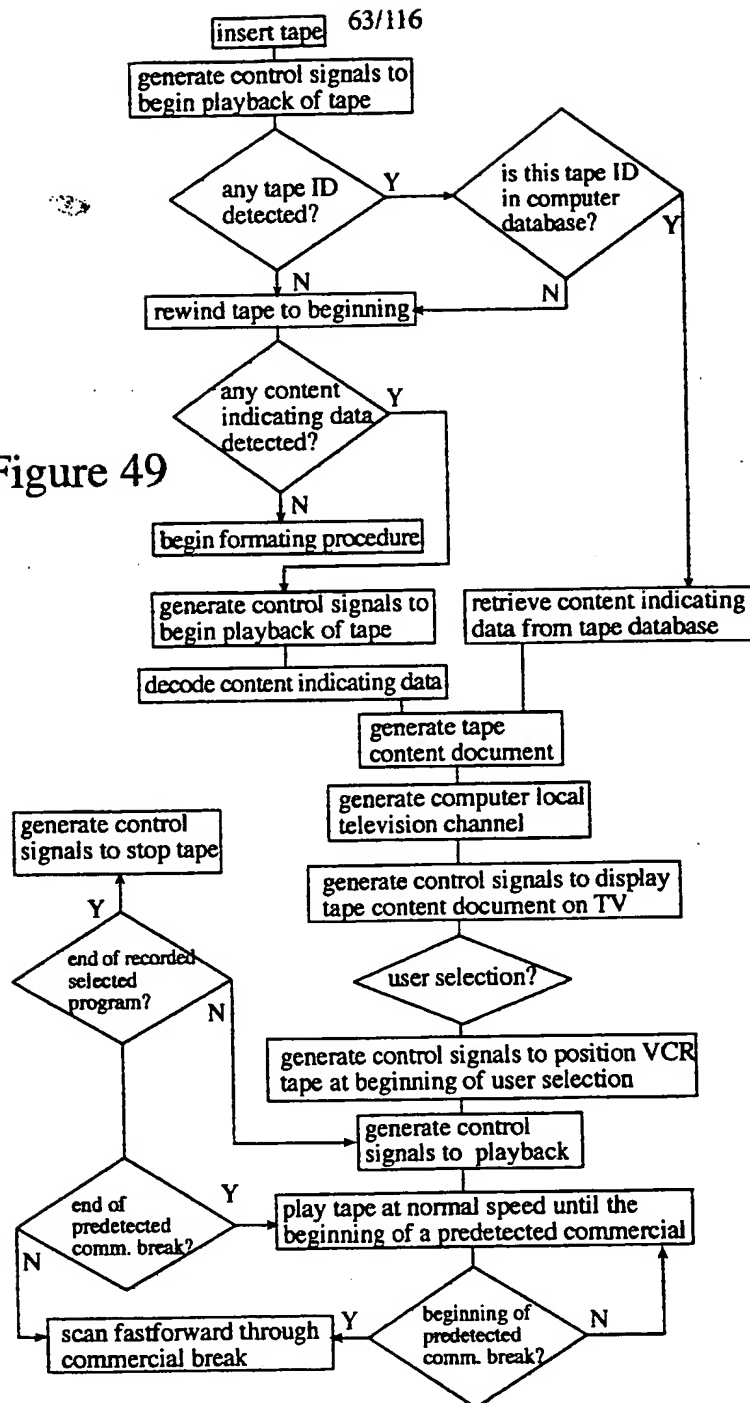 63/116
insert tape
generate control signals to
begin playback of tape
any tape ID
detected?
Y
is this tape ID
in computer
database?
Y
N
N
rewind tape to beginning
any content
indicating data
detected?
Y
Figure 49
N
begin formating procedure
generate control signals to
begin playback of tape
retrieve content indicating
data from tape database
decode content indicating data
generate tape
content document
generate computer local
television channel
generate control
signals to stop tape
generate control signals to display
tape content document on TV
Y
end of recorded
selected
program?
N
user selection?
generate control signals to position VCR
tape at beginning of user selection
generate control
signals to playback
end of
predetected
comm. break?
Y
N
play tape at normal speed until the
beginning of a predetected commercial
scan fastforward through
commercial break
Y
beginning of
predetected
comm. break?
N